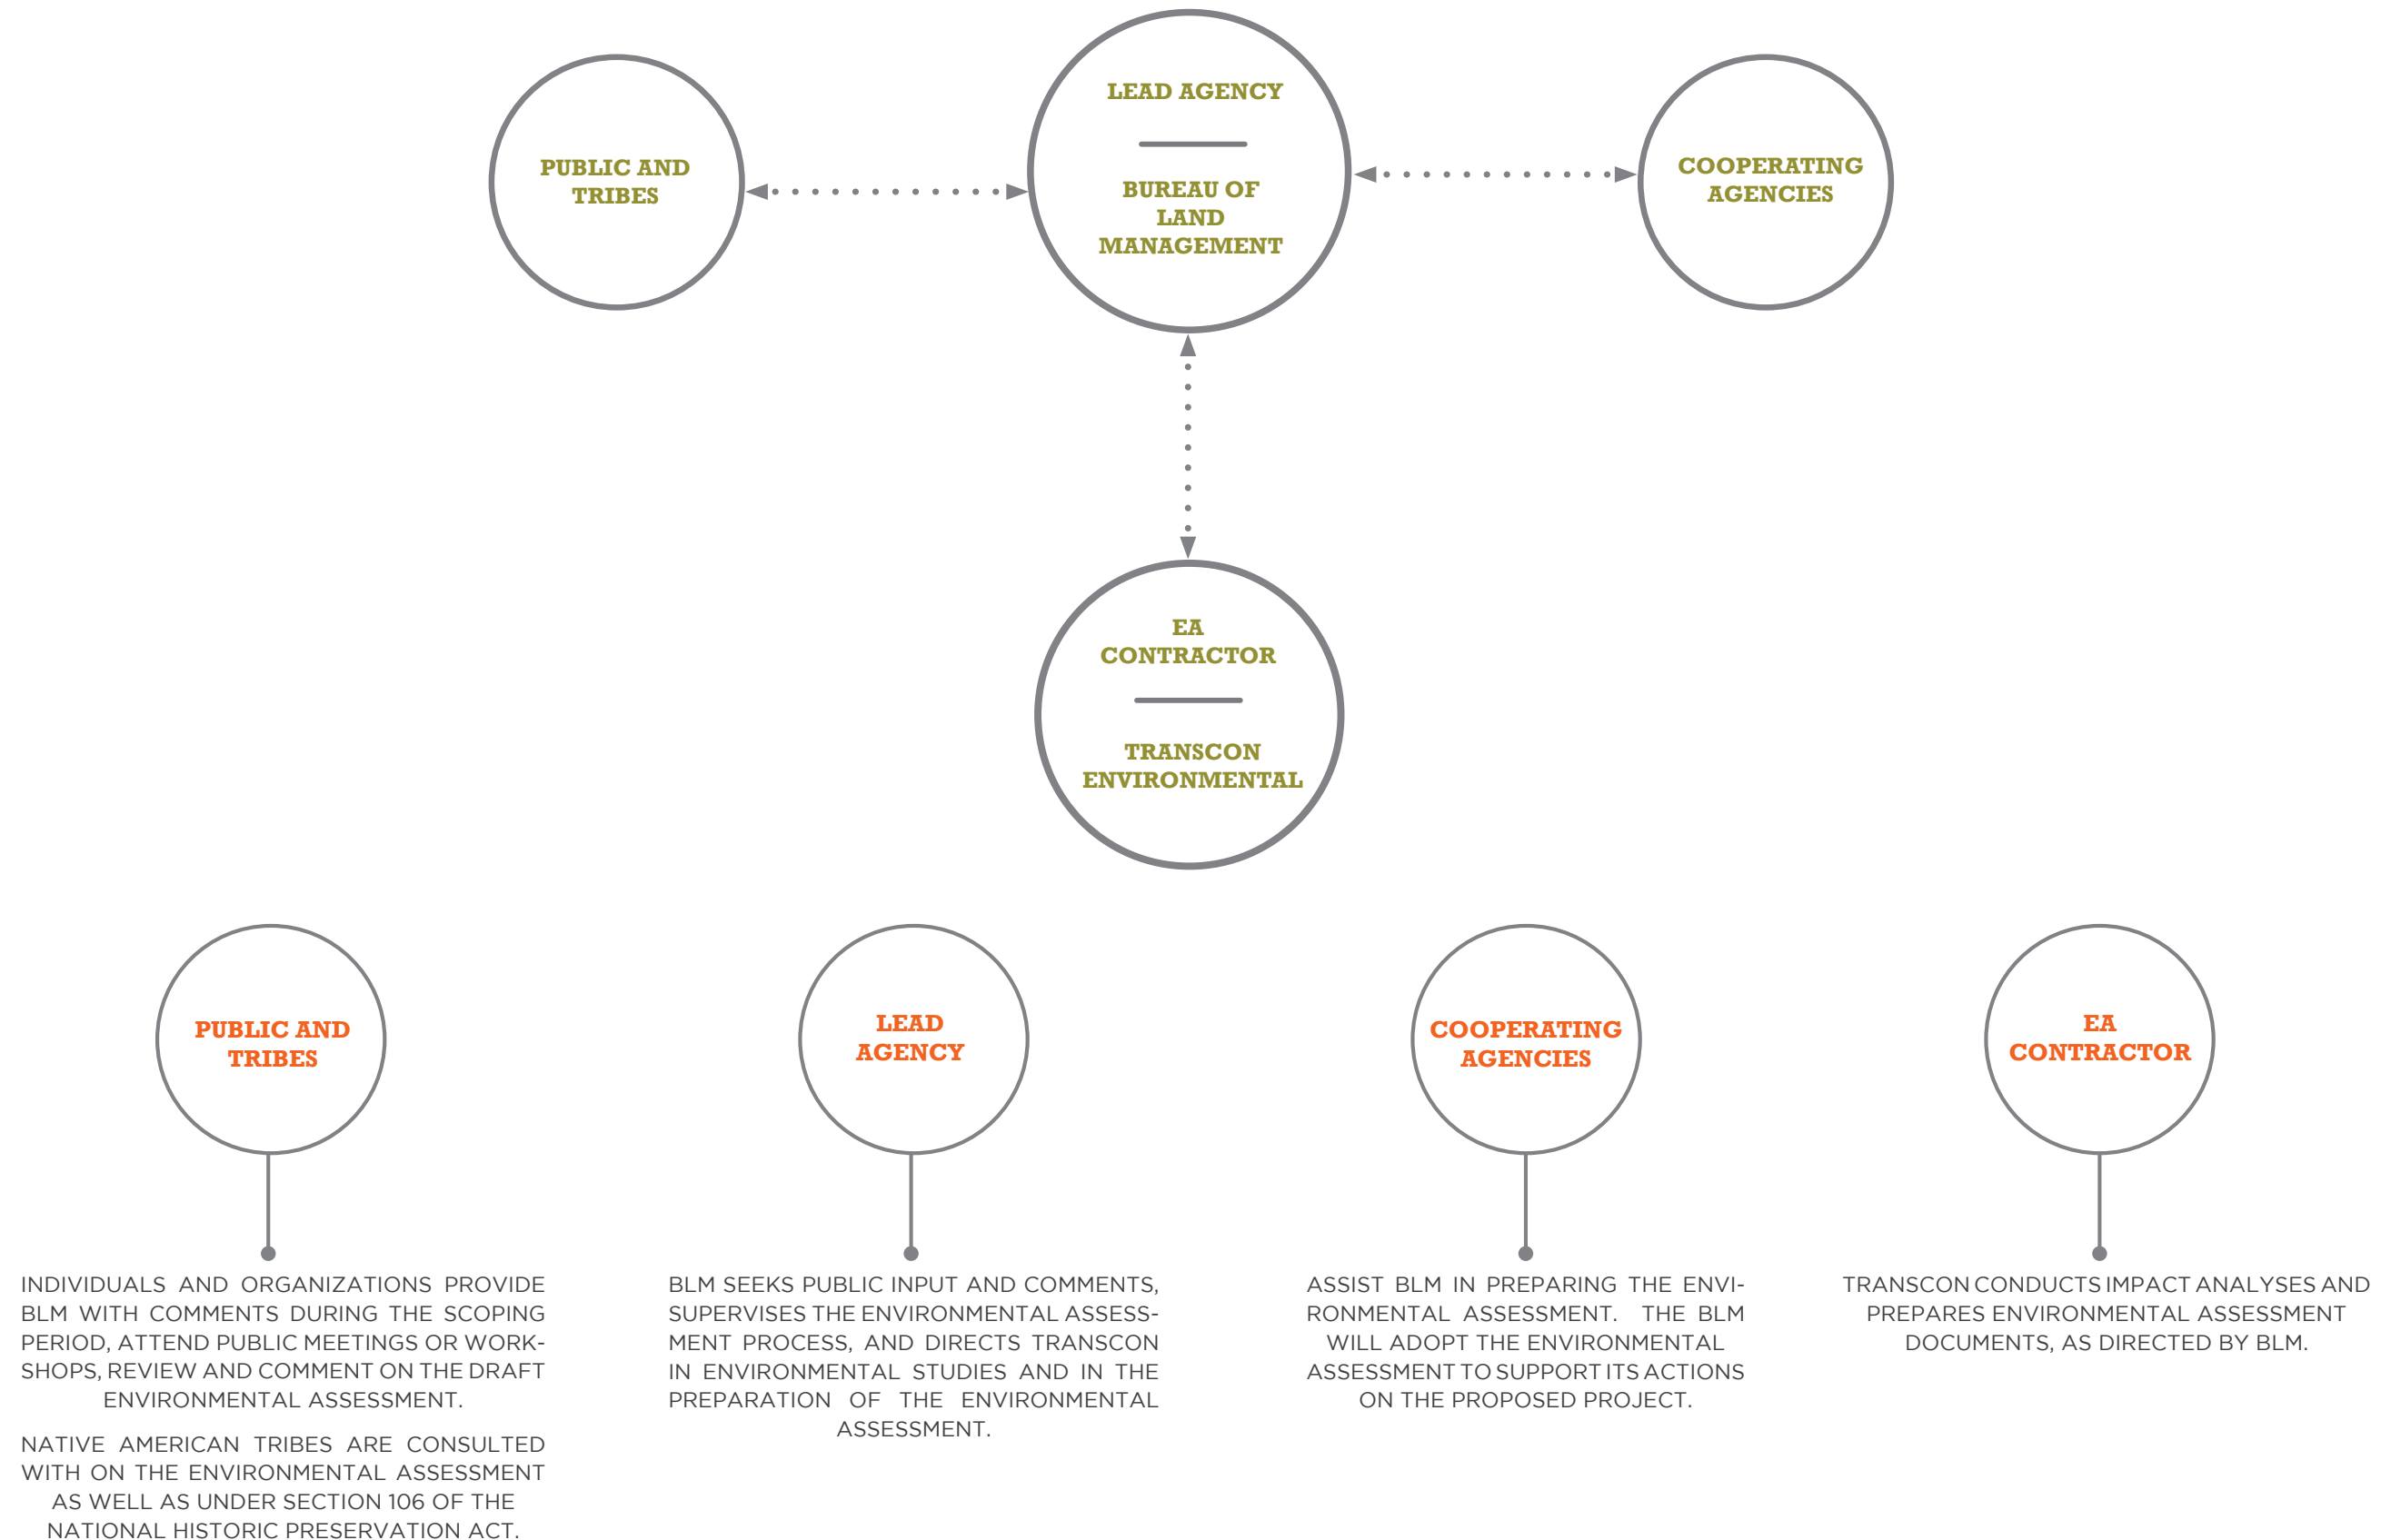 LEAD AGENCY
BUREAU OF
LAND
MANAGEMENT
PUBLIC AND
TRIBES
COOPERATING
AGENCIES
EA
CONTRACTOR
TRANSCON
ENVIRONMENTAL
PUBLIC AND
TRIBES
INDIVIDUALS AND ORGANIZATIONS PROVIDE
BLM WITH COMMENTS DURING THE SCOPING
PERIOD, ATTEND PUBLIC MEETINGS OR WORK-
SHOPS, REVIEW AND COMMENT ON THE DRAFT
ENVIRONMENTAL ASSESSMENT.
NATIVE AMERICAN TRIBES ARE CONSULTED
WITH ON THE ENVIRONMENTAL ASSESSMENT
AS WELL AS UNDER SECTION 106 OF THE
NATIONAL HISTORIC PRESERVATION ACT.
LEAD
AGENCY
BLM SEEKS PUBLIC INPUT AND COMMENTS,
SUPERVISES THE ENVIRONMENTAL ASSESS-
MENT PROCESS, AND DIRECTS TRANSCON
IN ENVIRONMENTAL STUDIES AND IN THE
PREPARATION OF THE ENVIRONMENTAL
ASSESSMENT.
COOPERATING
AGENCIES
ASSIST BLM IN PREPARING THE ENVI-
RONMENTAL ASSESSMENT. THE BLM
WILL ADOPT THE ENVIRONMENTAL
ASSESSMENT TO SUPPORT ITS ACTIONS
ON THE PROPOSED PROJECT.
EA
CONTRACTOR
TRANSCON CONDUCTS IMPACT ANALYSES AND
PREPARES ENVIRONMENTAL ASSESSMENT
DOCUMENTS, AS DIRECTED BY BLM.